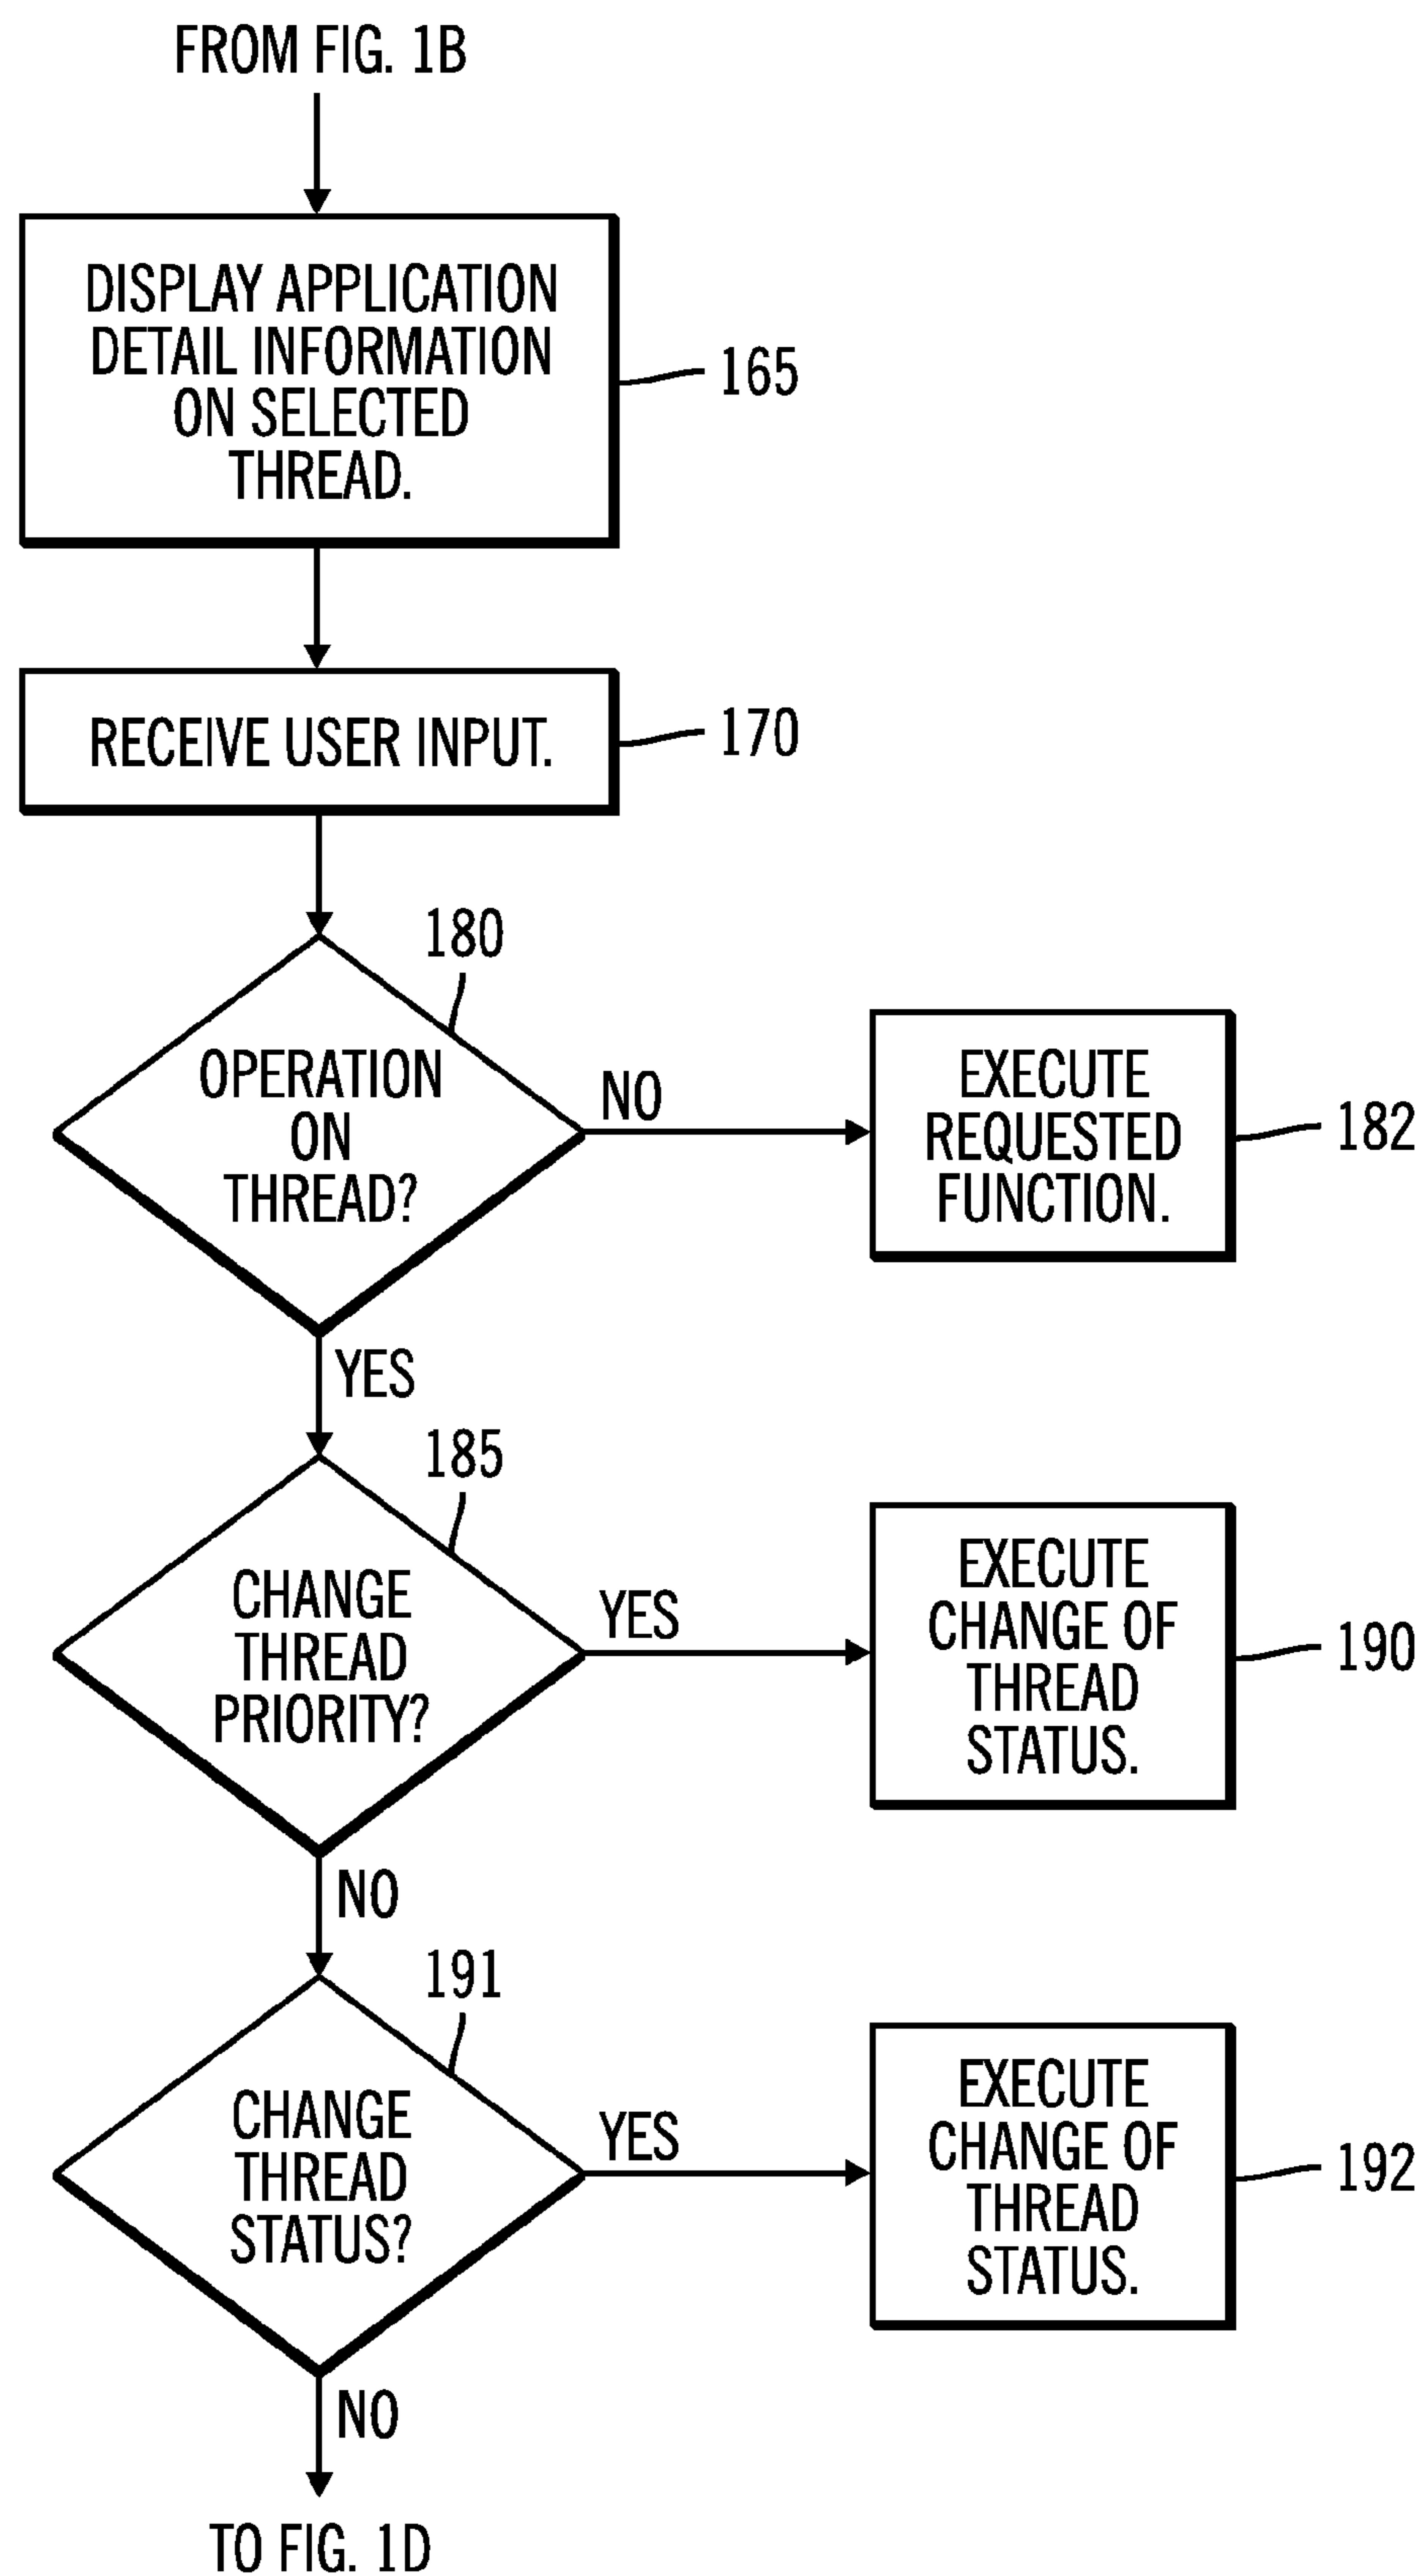 FROM FIG. 1B
DISPLAY APPLICATION
DETAIL INFORMATION
ON SELECTED
THREAD.
165
RECEIVE USER INPUT.
170
180
OPERATION
ON
THREAD?
NO
EXECUTE
REQUESTED
FUNCTION.
182
YES
185
CHANGE
THREAD
PRIORITY?
YES
EXECUTE
CHANGE OF
THREAD
STATUS.
190
NO
191
CHANGE
THREAD
STATUS?
YES
EXECUTE
CHANGE OF
THREAD
STATUS.
192
NO
TO FIG. 1D